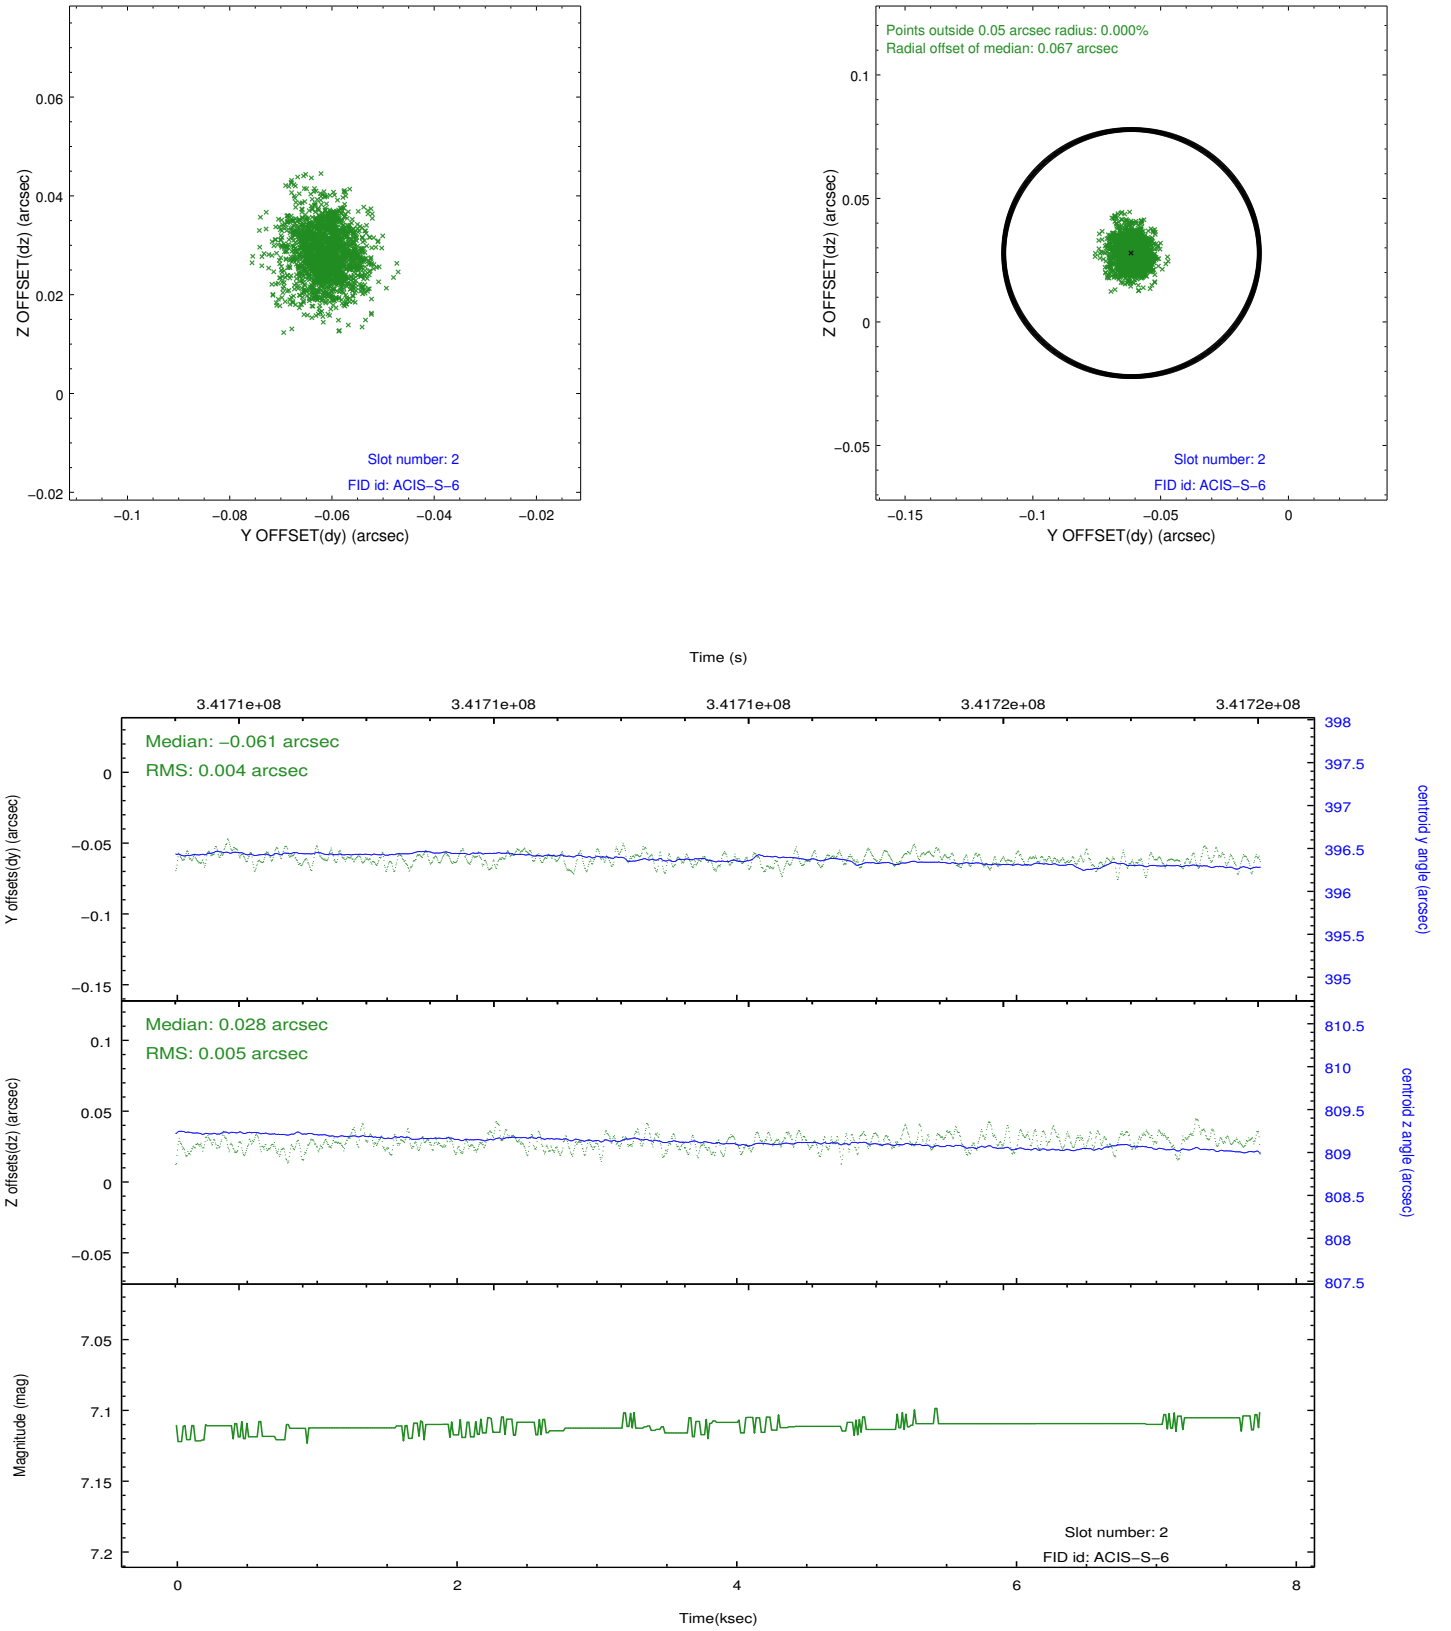 0.06
0.04
0.02
0
−0.02
Z OFFSET(dz) (arcsec)
Slot number: 2
FID id: ACIS−S−6
−0.1
−0.08
−0.06
−0.04
−0.02
Y OFFSET(dy) (arcsec)
Points outside 0.05 arcsec radius: 0.000%
Radial offset of median: 0.067 arcsec
0.1
0.05
0
−0.05
Z OFFSET(dz) (arcsec)
Slot number: 2
FID id: ACIS−S−6
−0.15
−0.1
−0.05
0
Y OFFSET(dy) (arcsec)
Time (s)
3.4171e+08
3.4171e+08
3.4171e+08
3.4172e+08
3.4172e+08
Median: −0.061 arcsec
RMS: 0.004 arcsec
0
−0.05
−0.1
−0.15
Y offsets(dy) (arcsec)
398
397.5
397
396.5
396
395.5
395
centroid y angle (arcsec)
Median: 0.028 arcsec
RMS: 0.005 arcsec
0.1
0.05
0
−0.05
Z offsets(dz) (arcsec)
810.5
810
809.5
809
808.5
808
807.5
centroid z angle (arcsec)
7.05
7.1
7.15
7.2
Magnitude (mag)
Slot number: 2
FID id: ACIS−S−6
0
2
4
6
8
Time(ksec)